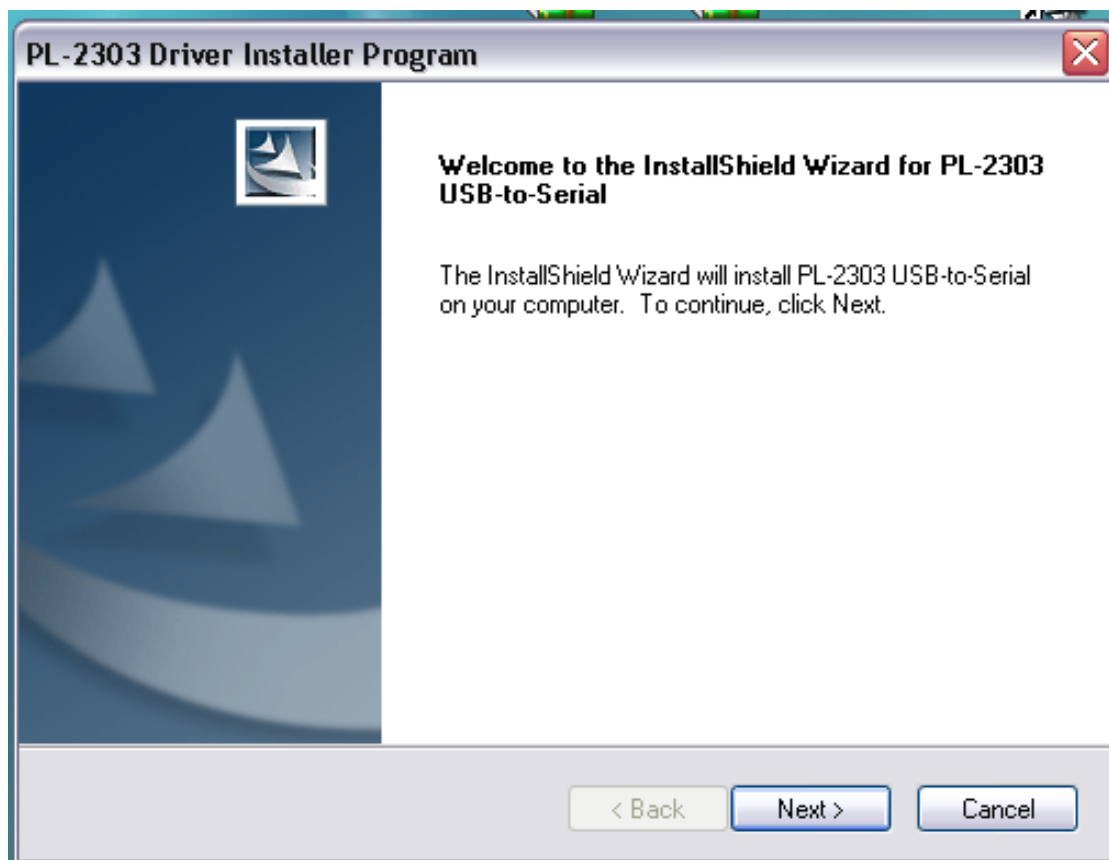 PL-2303 Driver Installer Program
Welcome to the InstallShield Wizard for PL-2303
USB-to-Serial
The InstallShield Wizard will install PL-2303 USB-to-Serial
on your computer.  To continue, click Next.
< Back
Next >
Cancel